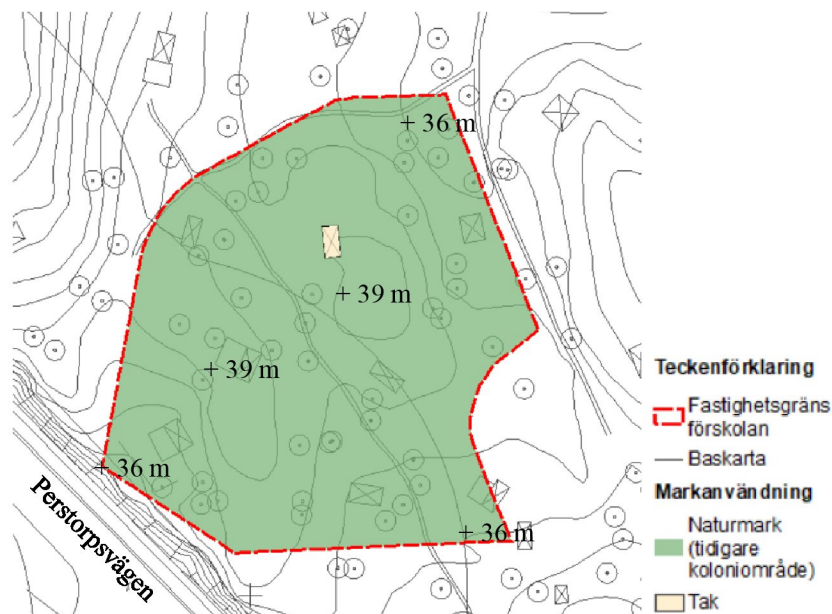 + 36 m
+ 39 m
+ 39 m
+ 36 m
+ 36 m
Perstorpsvägen
Teckenförklaring
Fastighetsgräns
förskolan
Baskarta
Markanvändning
Naturmark
(tidigare
koloniområde)
Tak